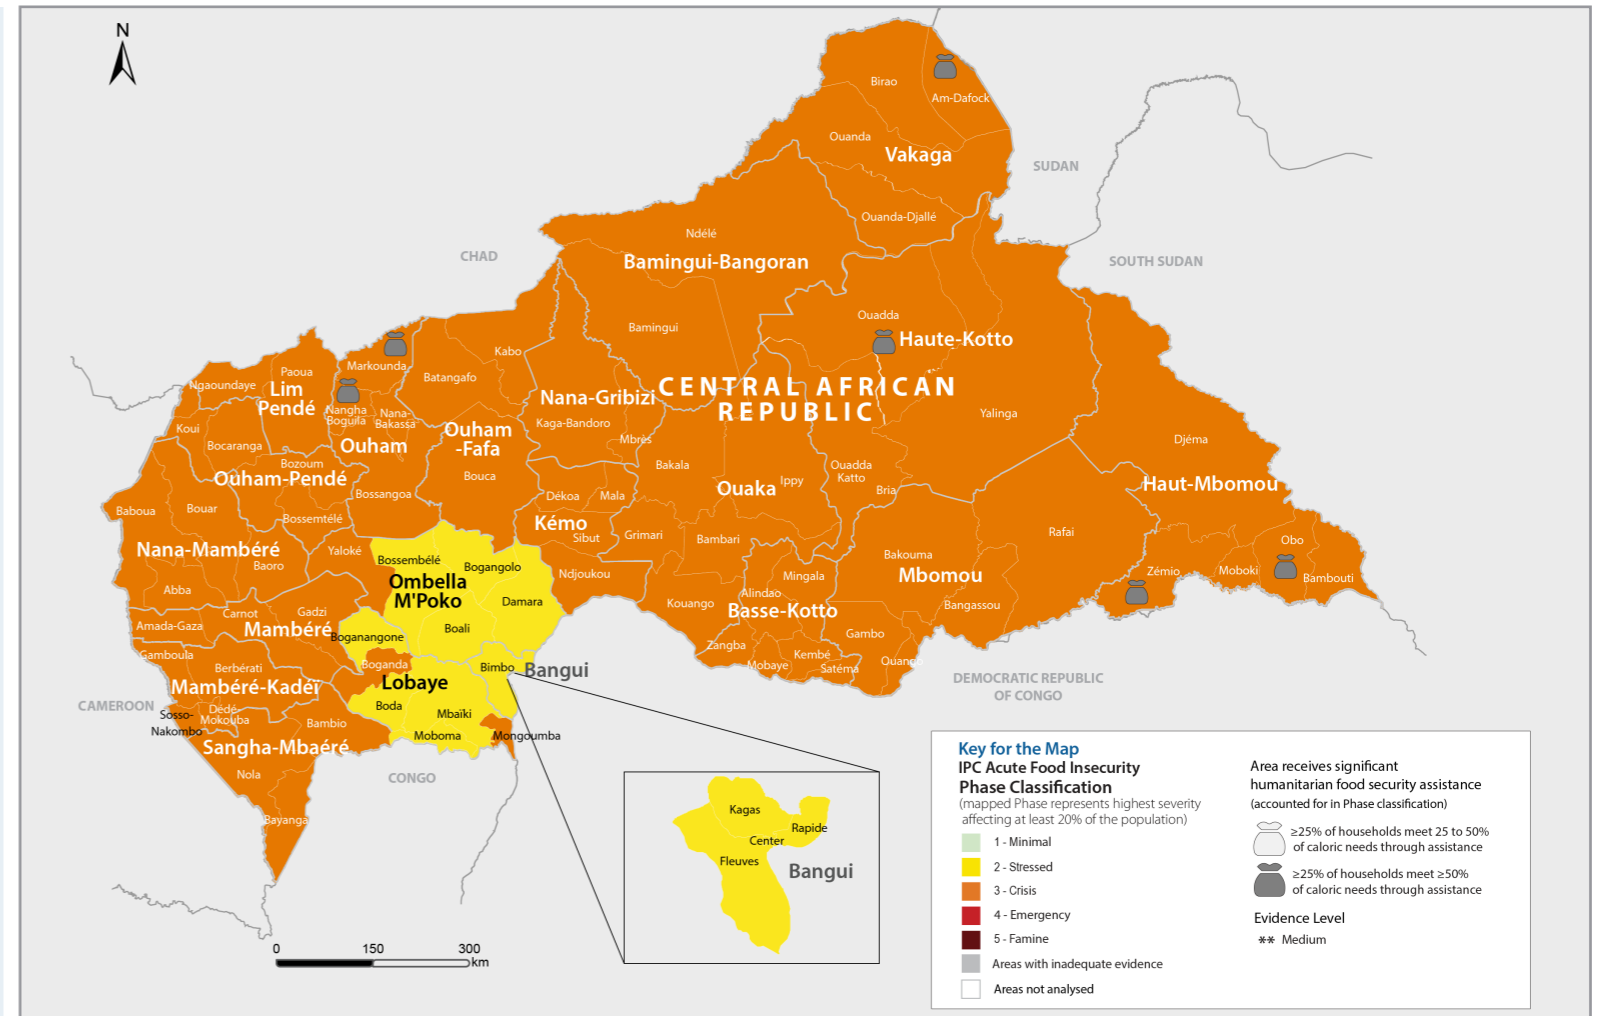 N
Birao
Am-Dafock
Ouanda
Vakaga
SUDAN
Ouanda-Djallé
Ndélé
CHAD
Bamingui-Bangoran
SOUTH SUDAN
Bamingui
Ouadda
Haute-Kotto
Kabo
Markounda
Batangafo
Paoua
Ngaoundaye
Lim
Pendé
Nana-Gribizi
CENTRAL AFRICAN
REPUBLIC
Nangha
Boguila
Nana-
Bakassa
Yalinga
Kaga-Bandoro
Koui
Ouham
Ouham
-Fafa
Mbrès
Djéma
Bocaranga
Bozoum
Bakala
Ouadda
Katto
Ouham-Pendé
Bouca
Ouaka
Ippy
Bria
Haut-Mbomou
Bossangoa
Dékoa
Mala
Baboua
Bouar
Bossemtélé
Kémo
Sibut
Grimari
Bambari
Rafai
Obo
Nana-Mambéré
Yaloké
Bossembélé
Bogangolo
Baoro
Ndjoukou
Bakouma
Mbomou
Zémio
Moboki
Bambouti
Ombella
M'Poko
Mingala
Abba
Alindao
Damara
Kouango
Basse-Kotto
Bangassou
Carnot
Gadzi
Amada-Gaza
Mambéré
Boganangone
Boali
Gambo
Zangba
Gamboula
Boganda
Bimbo
Bangui
Mobaye
Kembé
Satéma
Ouango
Berbérati
Lobaye
Mambéré-Kadéï
DEMOCRATIC REPUBLIC
OF CONGO
CAMEROON
Sosso-
Nakombo
Dédé-
Mokouba
Bambio
Boda
Mbaïki
Moboma
Mongoumba
Sangha-Mbaéré
Nola
CONGO
Bayanga
Kagas
Rapide
Center
Fleuves
Bangui
0 150 300
km
Key for the Map
IPC Acute Food Insecurity
Phase Classification
(mapped Phase represents highest severity
affecting at least 20% of the population)
1 - Minimal
2 - Stressed
3 - Crisis
4 - Emergency
5 - Famine
Areas with inadequate evidence
Areas not analysed
Area receives significant
humanitarian food security assistance
(accounted for in Phase classification)
≥25% of households meet 25 to 50%
of caloric needs through assistance
≥25% of households meet ≥50%
of caloric needs through assistance
Evidence Level
** Medium